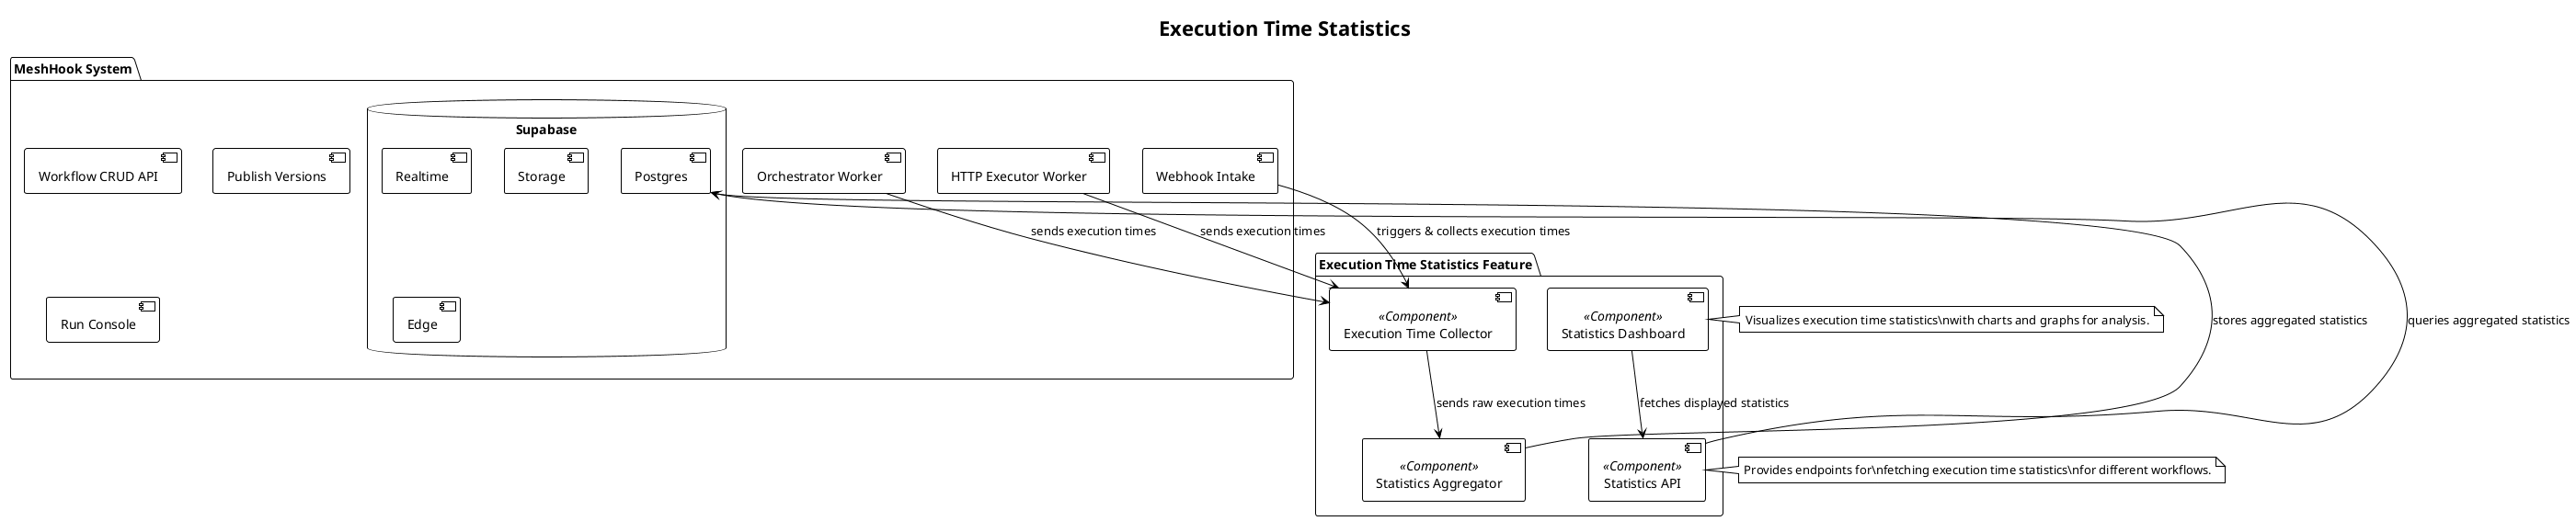 Execution Time Statistics
MeshHook System
Supabase
Workflow CRUD API
Publish Versions
Realtime
Storage
Postgres
Orchestrator Worker
HTTP Executor Worker
Webhook Intake
sends execution times
sends execution times
triggers & collects execution times
Execution Time Statistics Feature
Run Console
Edge
«Component»
Execution Time Collector
«Component»
Statistics Dashboard
Visualizes execution time statistics\nwith charts and graphs for analysis.
stores aggregated statistics
queries aggregated statistics
sends raw execution times
fetches displayed statistics
«Component»
Statistics Aggregator
«Component»
Statistics API
Provides endpoints for\nfetching execution time statistics\nfor different workflows.